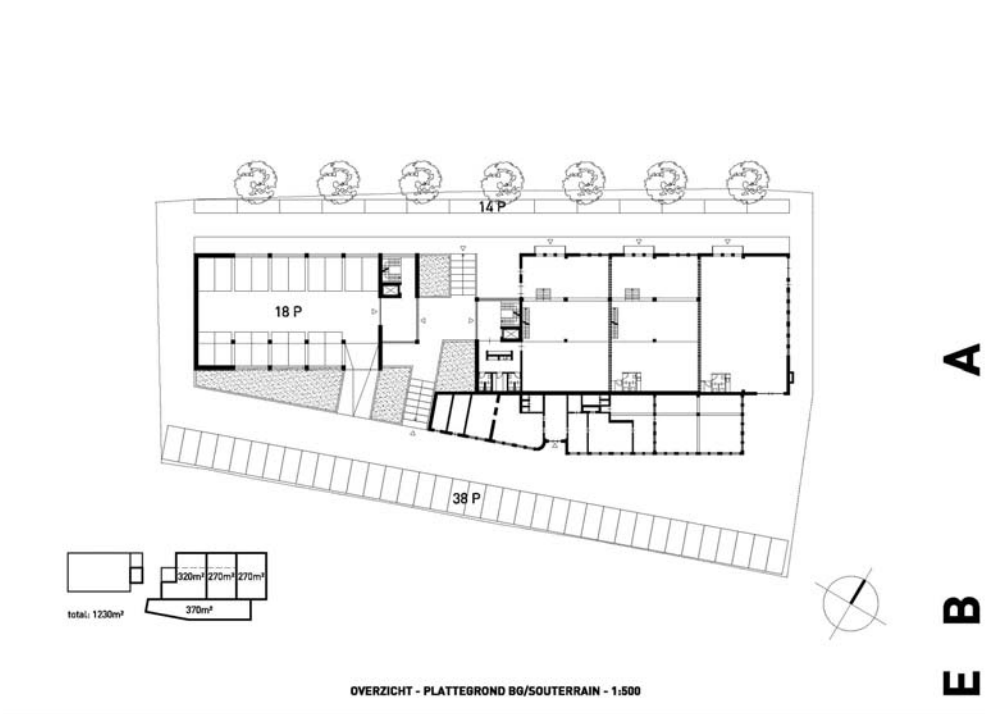 14 P
18 P
38 P
320m² 270m² 270m²
370m²
total: 1230m²
OVERZICHT - PLATTEGROND BG/SOUTERRAIN - 1:500
E B A